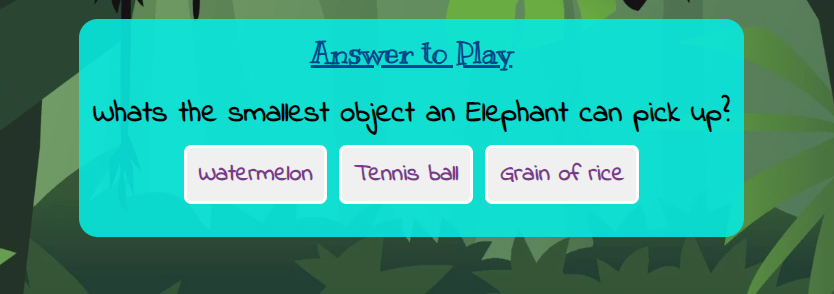 Answer to Play
Whats the smallest object an Elephant can pick up?
Watermelon Tennis ball Grain of rice